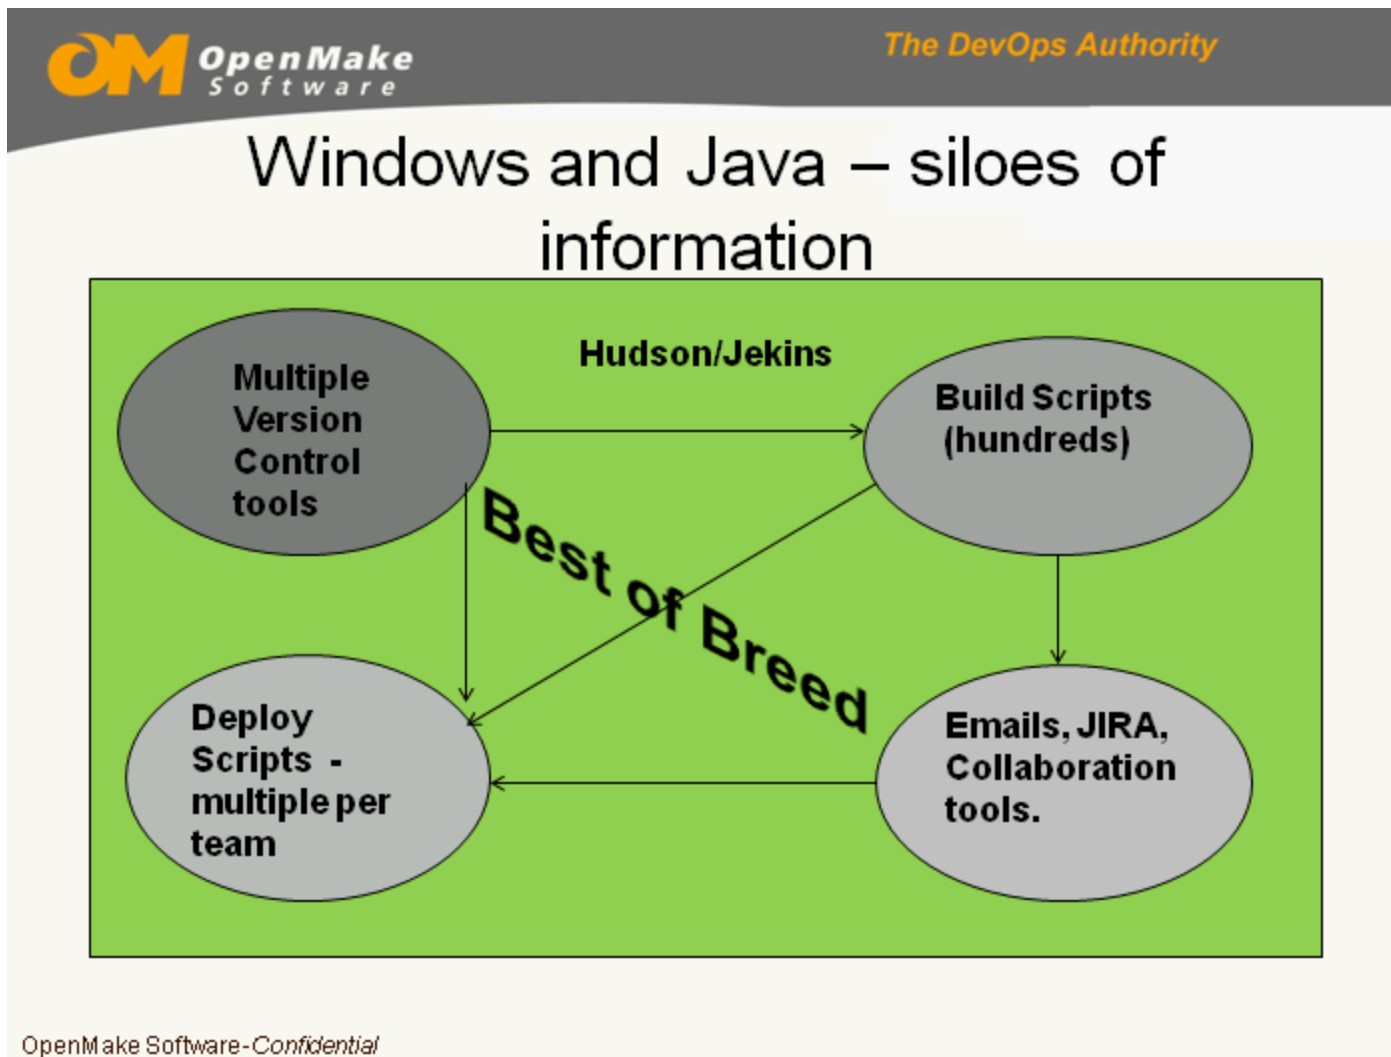 OM OpenMake
Software
The DevOps Authority
Windows and Java – siloes of
information
Multiple
Version
Control
tools
Hudson/Jekins
Build Scripts
(hundreds)
Best of Breed
Deploy
Scripts -
multiple per
team
Emails, JIRA,
Collaboration
tools.
OpenMake Software-Confidential